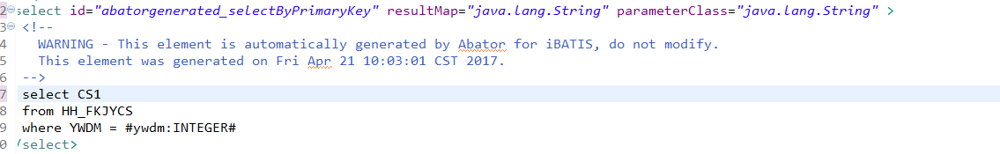 2 select id="abatorgenerated_selectByPrimaryKey" resultMap="java.lang.String" parameterClass="java.lang.String" >
3 <!--
4 WARNING - This element is automatically generated by Abator for iBATIS, do not modify.
5 This element was generated on Fri Apr 21 10:03:01 CST 2017.
6 -->
7 select CS1
8 from HH_FKJYCS
9 where YWDM = #ywdm:INTEGER#
0 /select>